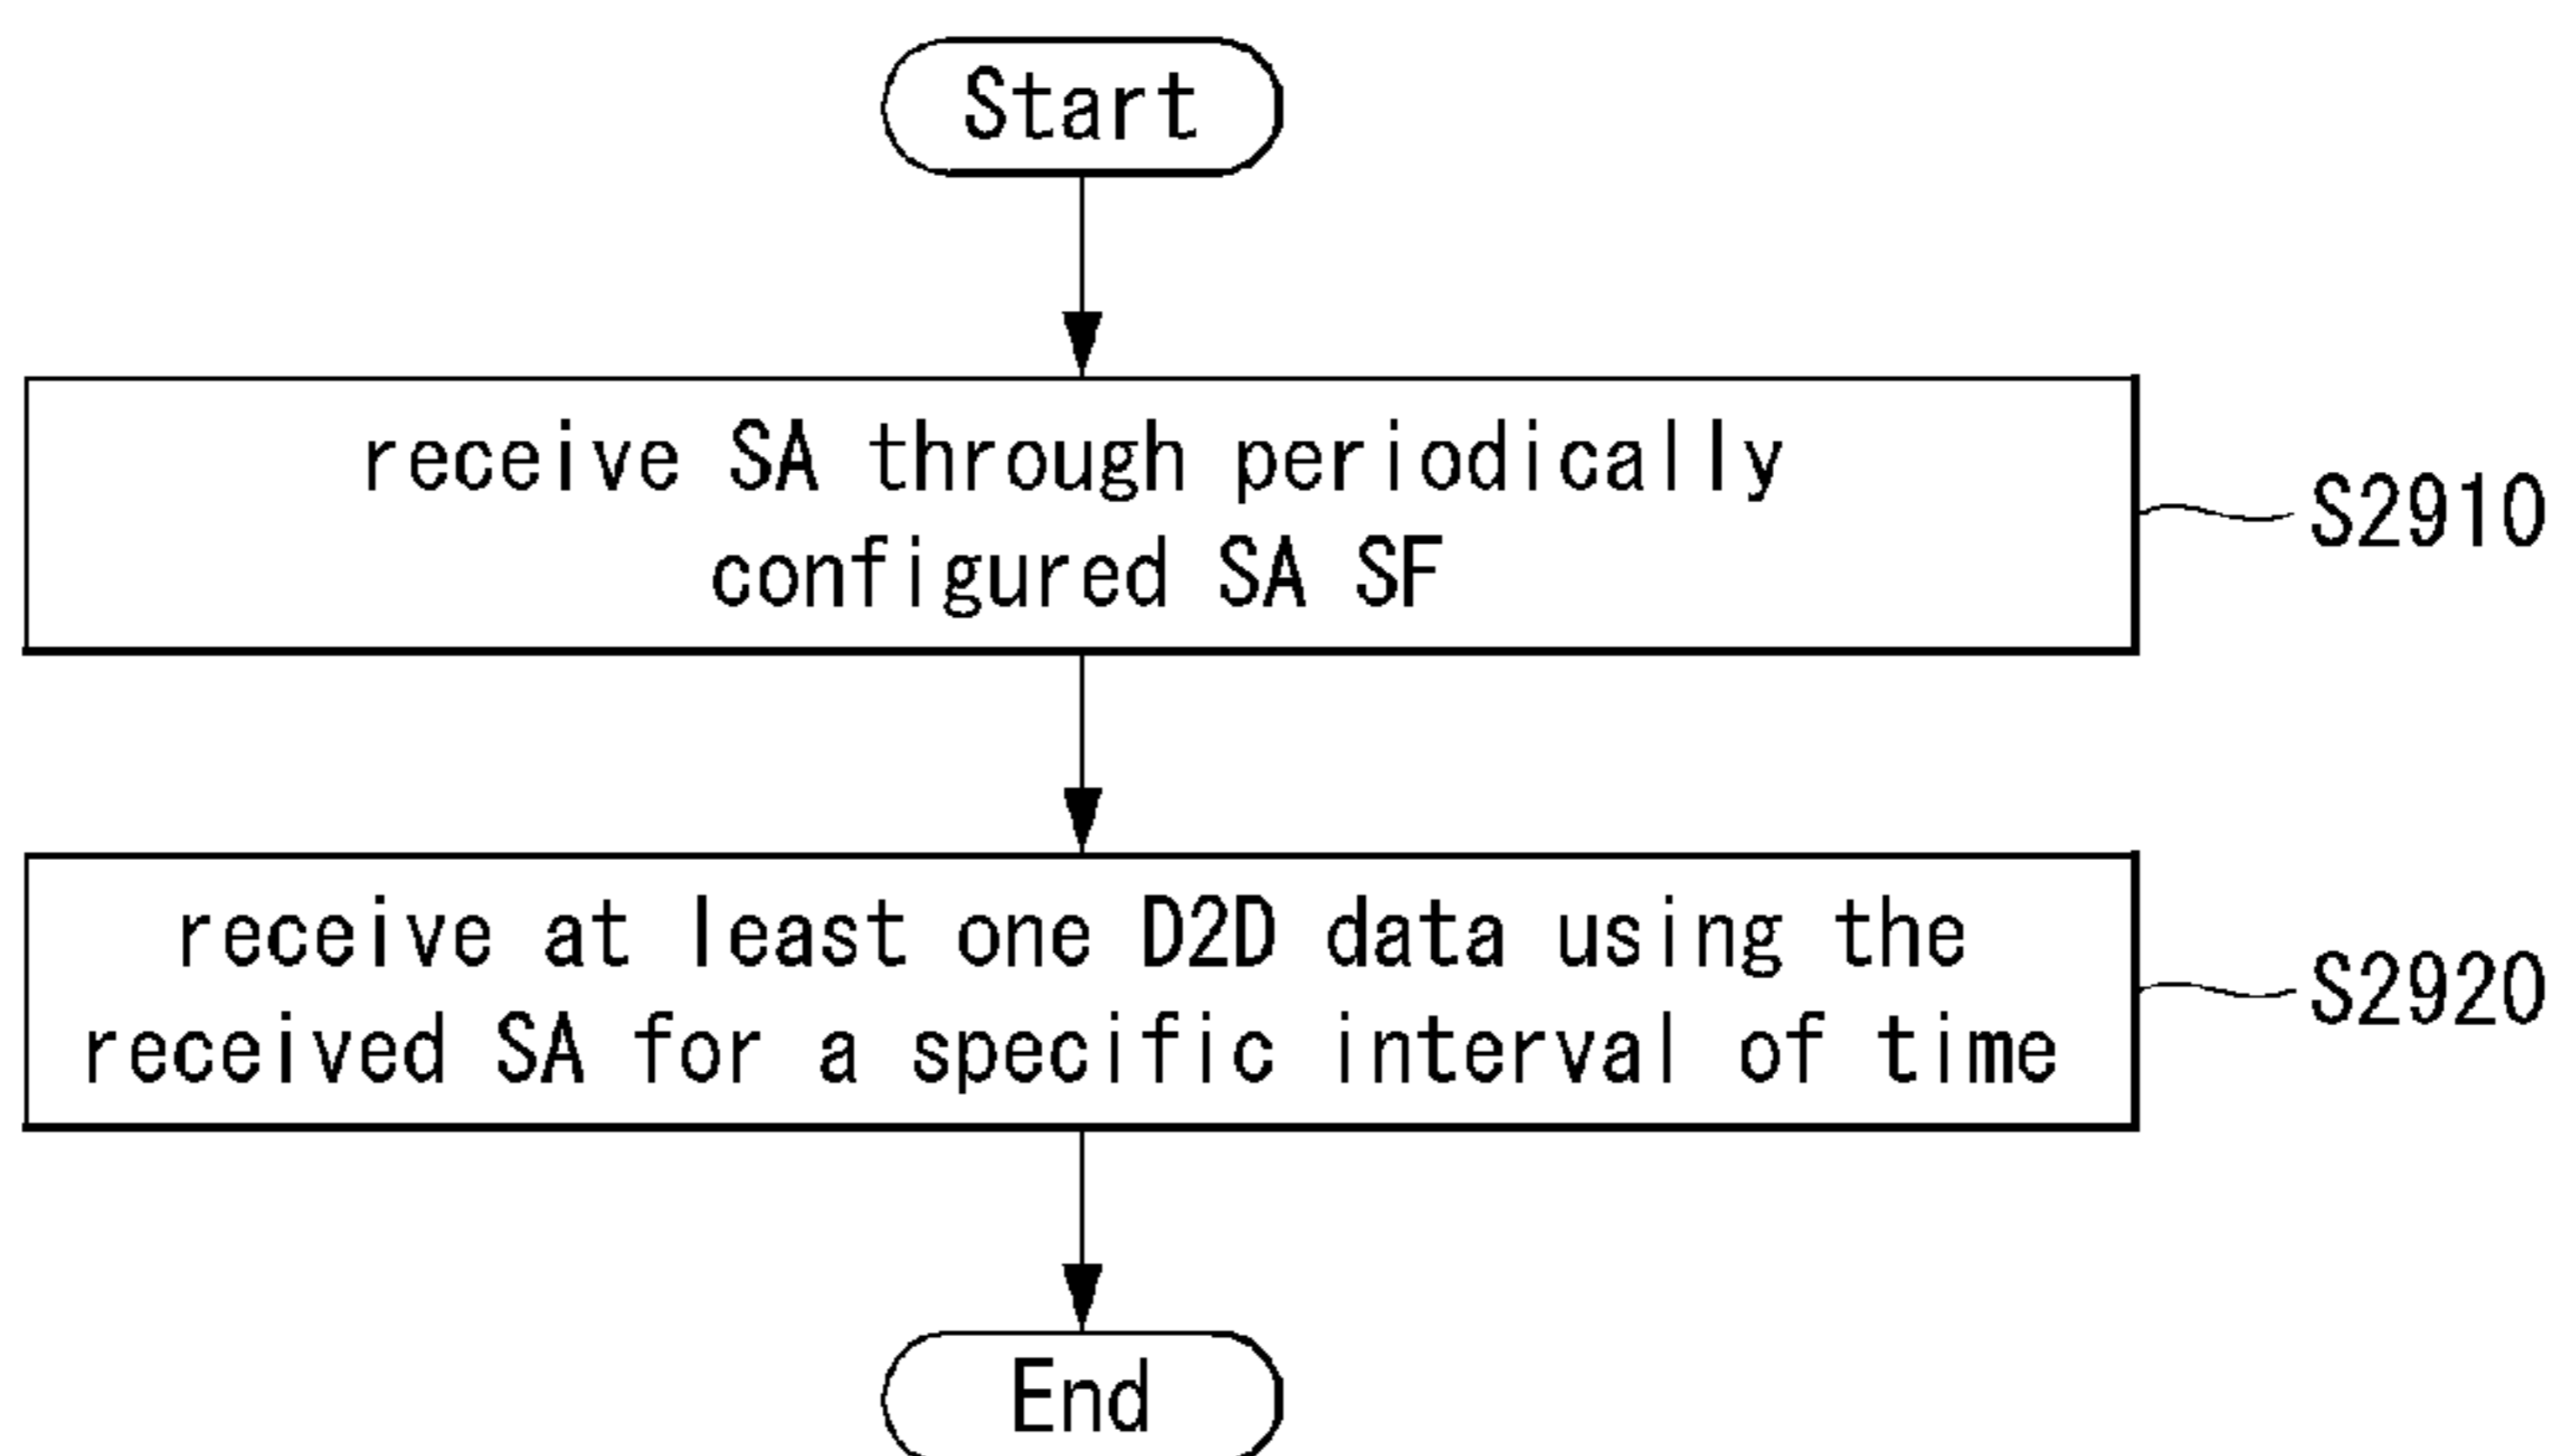 Start
receive SA through periodically
configured SA SF
S2910
receive at least one D2D data using the
received SA for a specific interval of time
S2920
End